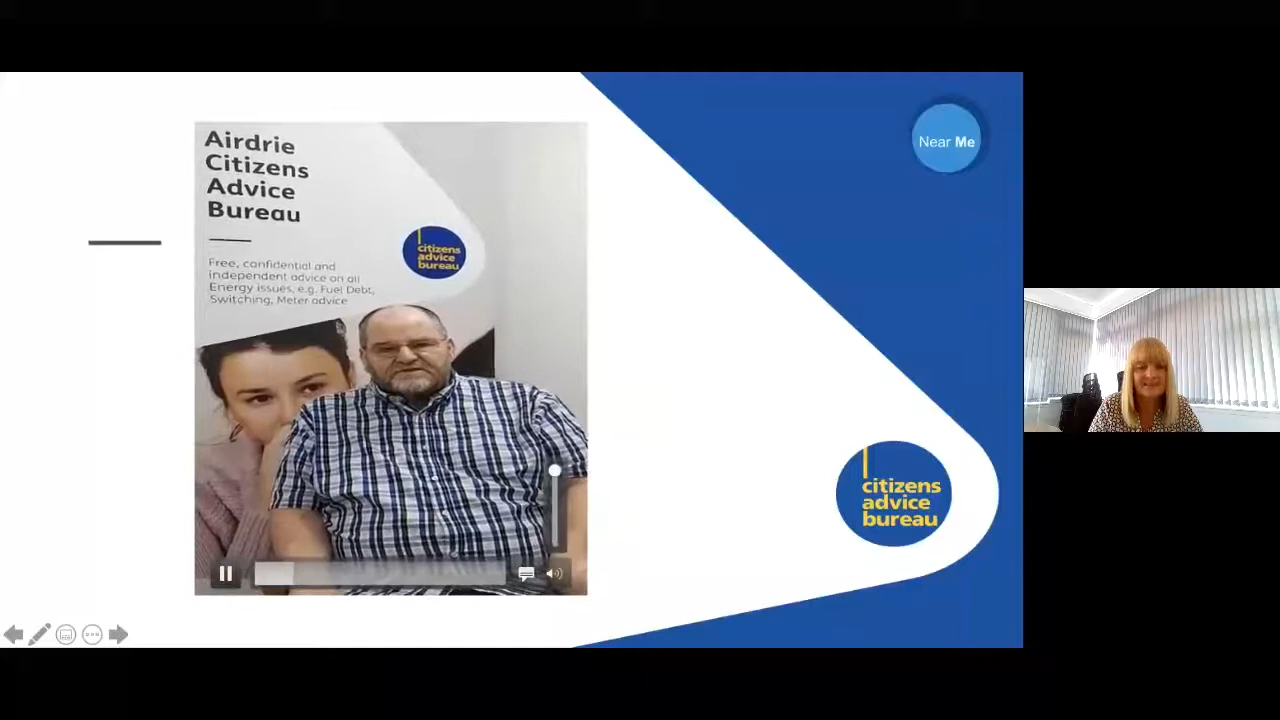 Airdrie
Citizens
Advice
Bureau
Free, confidential and
independent advice on all
Energy issues, e.g. Fuel Debt,
Switching, Meter advice
citizens
advice
bureau
Near Me
citizens
advice
bureau